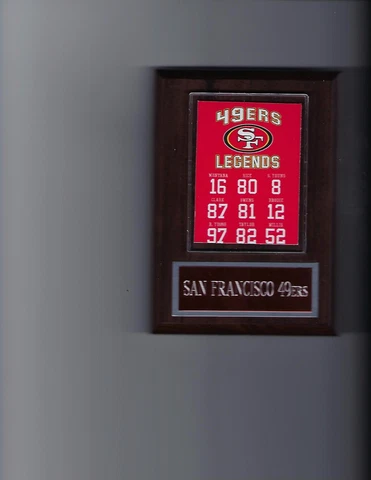 49ERS
SF
LEGENDS
MONTANA RICE S.YOUNG
16 80 8
CLARK OWENS BRODIE
87 81 12
B.YOUNG TAYLOR WILLIS
97 82 52
SAN FRANCISCO 49ERS